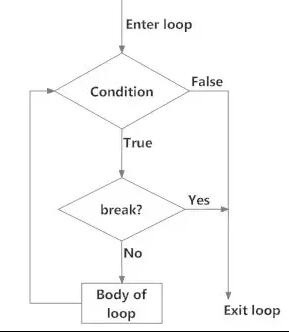 Enter loop
Condition
False
True
break?
Yes
No
Body of
loop
Exit loop